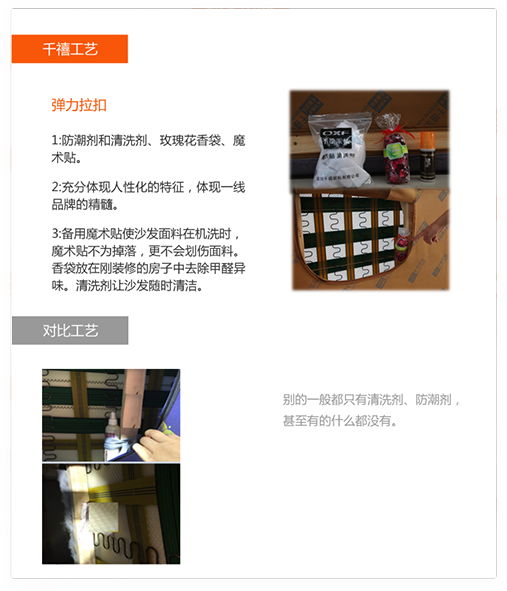 千禧工艺
弹力拉扣
1:防潮剂和清洗剂、玫瑰花香袋、魔
术贴。
2:充分体现人性化的特征，体现一线
品牌的精髓。
3:备用魔术贴使沙发面料在机洗时，
魔术贴不为掉落，更不会划伤面料。
香袋放在刚装修的房子中去除甲醛异
味。清洗剂让沙发随时清洁。
OXF
对比工艺
别的一般都只有清洗剂、防潮剂，
甚至有的什么都没有。